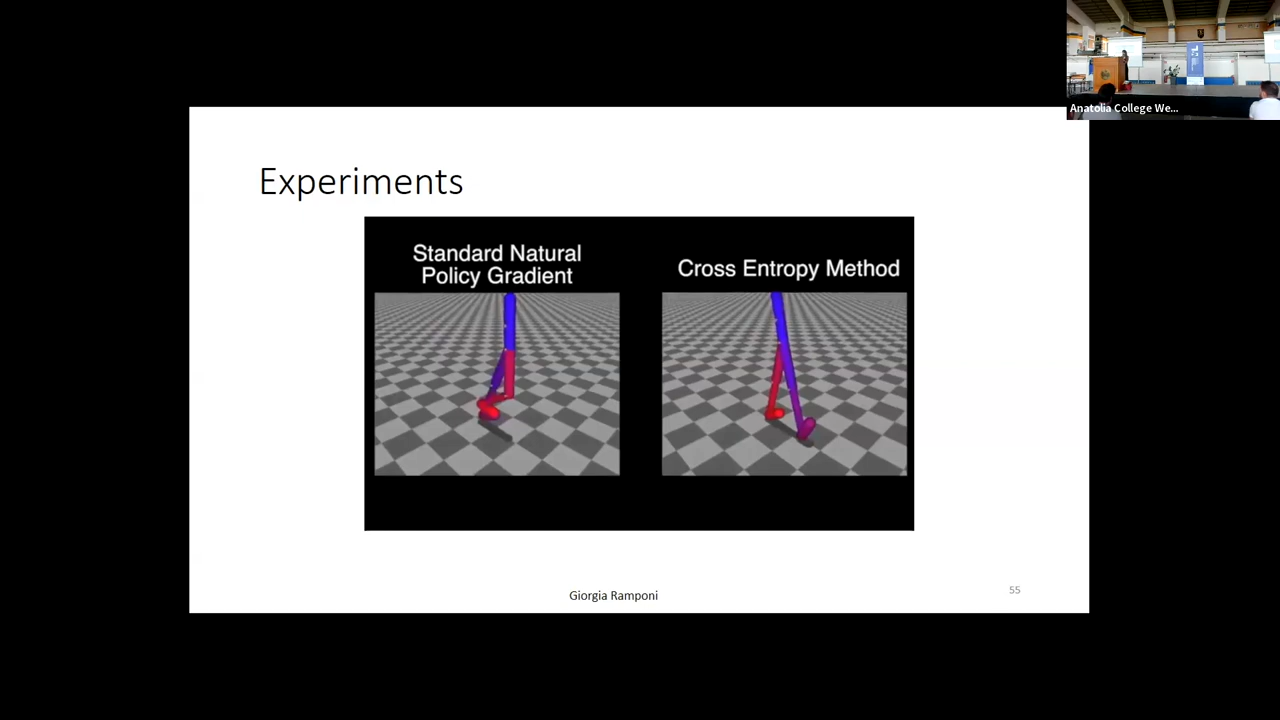 Anatolia College We...
Experiments
Standard Natural
Policy Gradient
Cross Entropy Method
Giorgia Ramponi
55